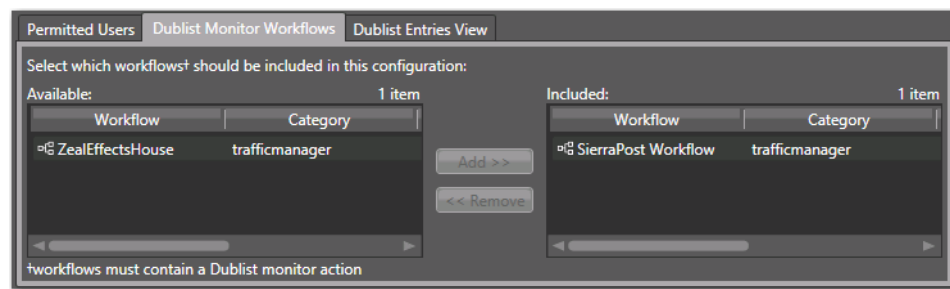 Permitted Users Dublist Monitor Workflows Dublist Entries View
Select which workflows† should be included in this configuration:
Available: 1 item Included: 1 item
Workflow Category Workflow Category
ZealEffectsHouse trafficmanager SierraPost Workflow trafficmanager
Add >>
<< Remove
†workflows must contain a Dublist monitor action